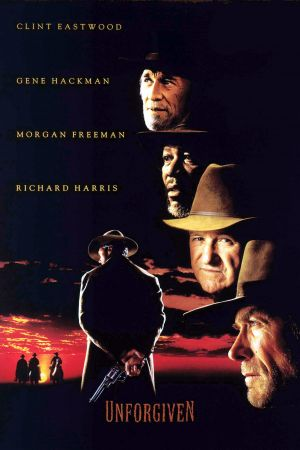 CLINT EASTWOOD
GENE HACKMAN
MORGAN FREEMAN
RICHARD HARRIS
UNFORGIVEN